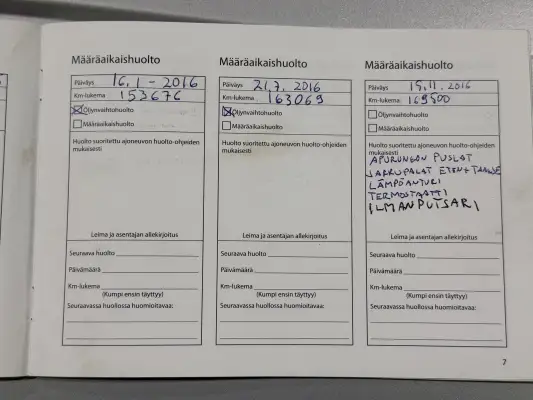 Määräaikaishuolto
Päiväys 16.1-2016
Km-lukema 153676
Öljynvaihtohuolto
Määräaikaishuolto
Huolto suoritettu ajoneuvon huolto-ohjeiden
mukaisesti
Leima ja asentajan allekirjoitus
Seuraava huolto
Päivämäärä
Km-lukema
(Kumpi ensin täyttyy)
Seuraavassa huollossa huomioitavaa:
Määräaikaishuolto
Päiväys 21.7. 2016
Km-lukema 163069
Öljynvaihtohuolto
Määräaikaishuolto
Huolto suoritettu ajoneuvon huolto-ohjeiden
mukaisesti
Leima ja asentajan allekirjoitus
Seuraava huolto
Päivämäärä
Km-lukema
(Kumpi ensin täyttyy)
Seuraavassa huollossa huomioitavaa:
Määräaikaishuolto
Päiväys 15.11.2016
Km-lukema 169500
Öljynvaihtohuolto
Määräaikaishuolto
Huolto suoritettu ajoneuvon huolto-ohjeiden
mukaisesti
APURUNGON PUSLAT
JARRUPALAT ETEN+TAAKSE
LÄMPÖANTURI
TERMOSTAATTI
ILMANPUTSARI
Leima ja asentajan allekirjoitus
Seuraava huolto
Päivämäärä
Km-lukema
(Kumpi ensin täyttyy)
Seuraavassa huollossa huomioitavaa:
7